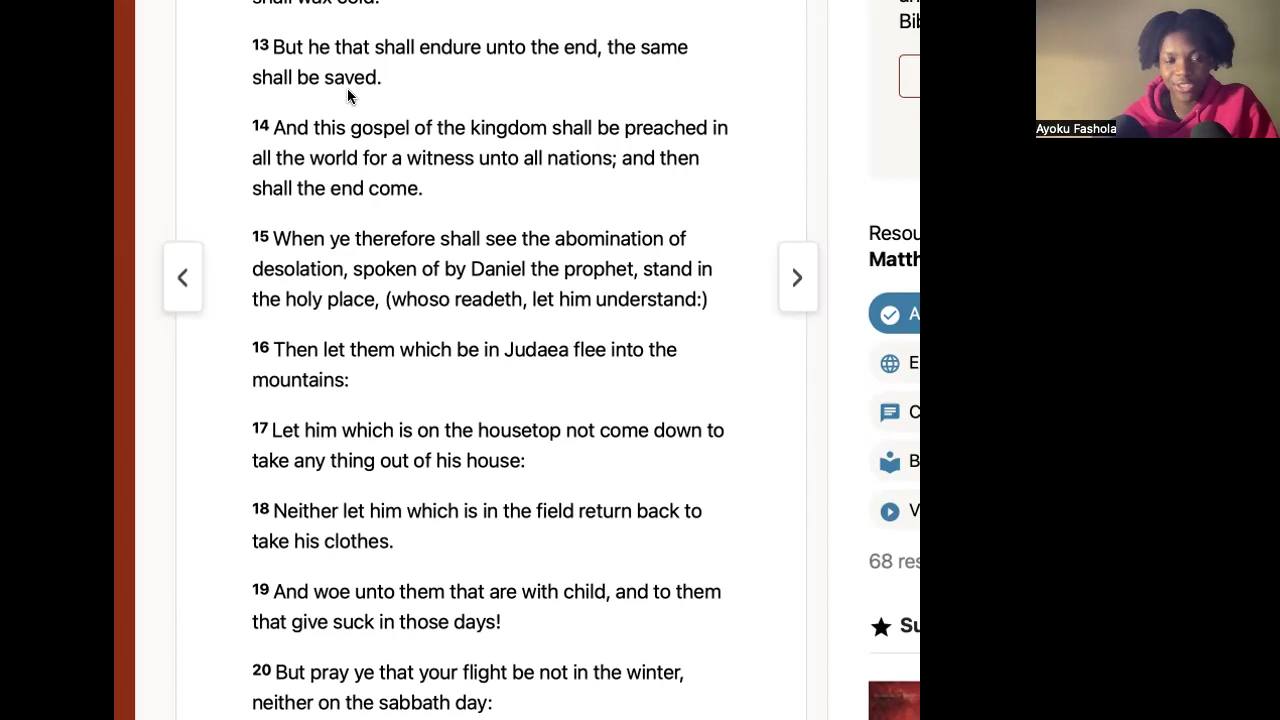 shall wax cold.
13 But he that shall endure unto the end, the same
shall be saved.
14 And this gospel of the kingdom shall be preached in
all the world for a witness unto all nations; and then
shall the end come.
15 When ye therefore shall see the abomination of
desolation, spoken of by Daniel the prophet, stand in
the holy place, (whoso readeth, let him understand:)
16 Then let them which be in Judaea flee into the
mountains:
17 Let him which is on the housetop not come down to
take any thing out of his house:
18 Neither let him which is in the field return back to
take his clothes.
19 And woe unto them that are with child, and to them
that give suck in those days!
20 But pray ye that your flight be not in the winter,
neither on the sabbath day:
Bib
Resou
Matth
A
E
C
B
V
68 res
Su
Ayoku Fashola